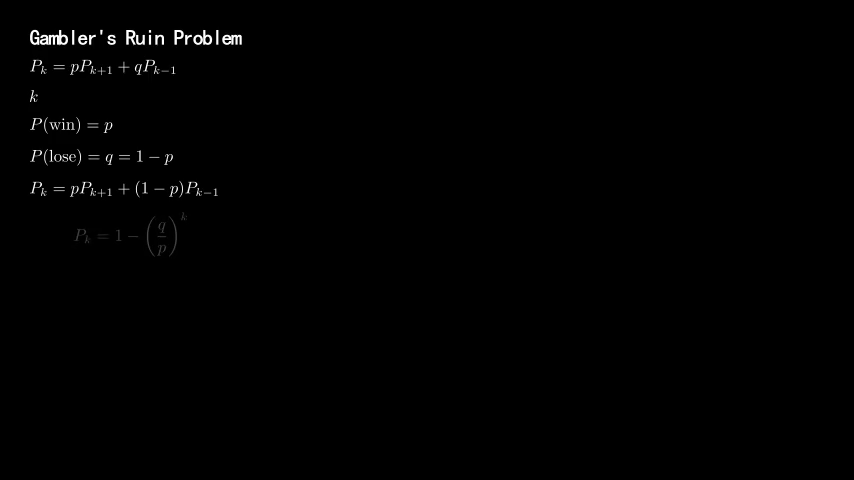 Gambler's Ruin Problem
$P_k = pP_{k+1} + qP_{k-1}$
$k$
$P(\text{win}) = p$
$P(\text{lose}) = q = 1 - p$
$P_k = pP_{k+1} + (1 - p)P_{k-1}$
$P_k = 1 - \left(\frac{q}{p}\right)^k$